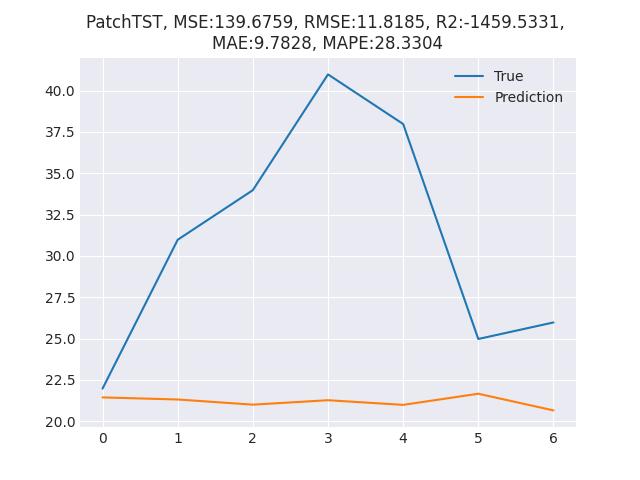 PatchTST, MSE:139.6759, RMSE:11.8185, R2:-1459.5331,
MAE:9.7828, MAPE:28.3304
True
Prediction
40.0
37.5
35.0
32.5
30.0
27.5
25.0
22.5
20.0
0 1 2 3 4 5 6